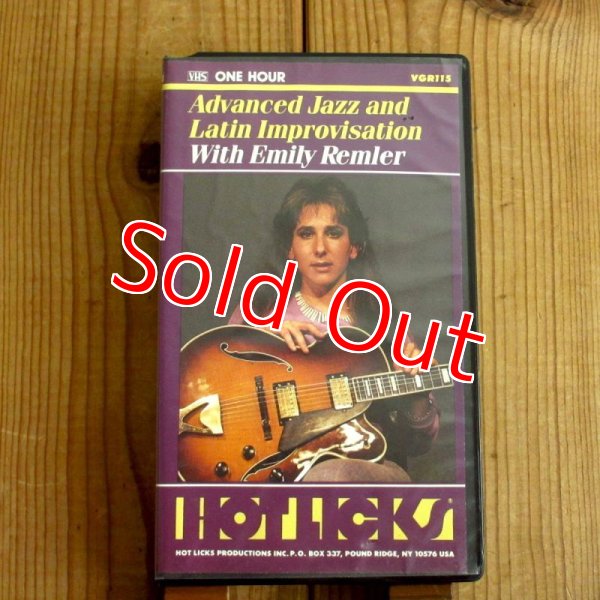 VHS ONE HOUR VGR115
Advanced Jazz and
Latin Improvisation
With Emily Remler
Sold Out
HOT LICKS®
HOT LICKS PRODUCTIONS INC. P.O. BOX 337, POUND RIDGE, NY 10576 USA